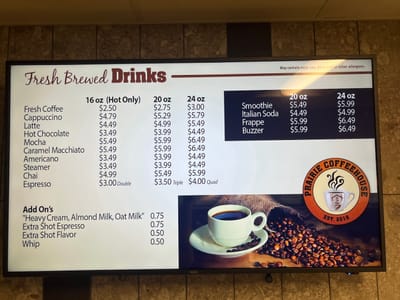 Fresh Brewed Drinks
May contain nuts
other allergens.
16 oz (Hot Only) 20 oz 24 oz
Fresh Coffee $2.50 $2.75 $3.00
Cappuccino $4.79 $5.29 $5.79
Latte $4.49 $4.99 $5.49
Hot Chocolate $3.49 $3.99 $4.49
Mocha $5.49 $5.99 $6.49
Caramel Macchiato $5.49 $5.99 $6.49
Americano $3.49 $3.99 $4.49
Steamer $3.49 $3.99 $4.49
Chai $4.99 $5.49 $5.99
Espresso $3.00 Double $3.50 Triple $4.00 Quad
20 oz 24 oz
Smoothie $5.49 $5.99
Italian Soda $4.49 $4.99
Frappe $5.99 $6.49
Buzzer $5.99 $6.49
PRAIRIE COFFEEHOUSE
EST. 2018
Add On's
"Heavy Cream, Almond Milk, Oat Milk" 0.75
Extra Shot Espresso 0.75
Extra Shot Flavor 0.50
Whip 0.50